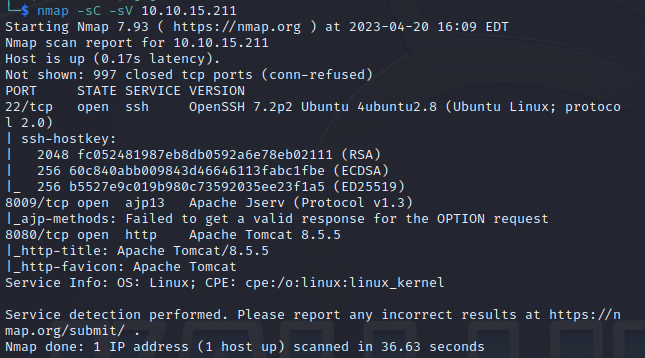 └─$ nmap -sC -sV 10.10.15.211
Starting Nmap 7.93 ( https://nmap.org ) at 2023-04-20 16:09 EDT
Nmap scan report for 10.10.15.211
Host is up (0.17s latency).
Not shown: 997 closed tcp ports (conn-refused)
PORT     STATE SERVICE VERSION
22/tcp   open  ssh     OpenSSH 7.2p2 Ubuntu 4ubuntu2.8 (Ubuntu Linux; protoco
l 2.0)
| ssh-hostkey:
|   2048 fc052481987eb8db0592a6e78eb02111 (RSA)
|   256 60c840abb009843d46646113fabc1fbe (ECDSA)
|_  256 b5527e9c019b980c73592035ee23f1a5 (ED25519)
8009/tcp open  ajp13   Apache Jserv (Protocol v1.3)
|_ajp-methods: Failed to get a valid response for the OPTION request
8080/tcp open  http    Apache Tomcat 8.5.5
|_http-title: Apache Tomcat/8.5.5
|_http-favicon: Apache Tomcat
Service Info: OS: Linux; CPE: cpe:/o:linux:linux_kernel

Service detection performed. Please report any incorrect results at https://n
map.org/submit/ .
Nmap done: 1 IP address (1 host up) scanned in 36.63 seconds